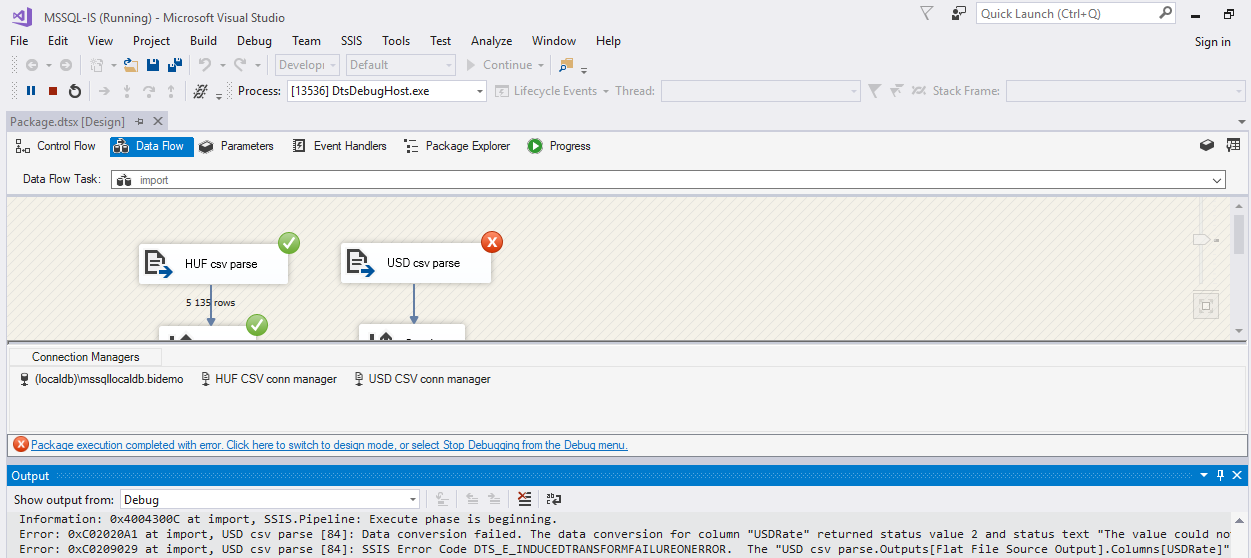 MSSQL-IS (Running) - Microsoft Visual Studio
Quick Launch (Ctrl+Q)
File Edit View Project Build Debug Team SSIS Tools Test Analyze Window Help
Sign in
Developi Default Continue
Process: [13536] DtsDebugHost.exe Lifecycle Events Thread: Stack Frame:
Package.dtsx [Design]
Control Flow Data Flow Parameters Event Handlers Package Explorer Progress
Data Flow Task: import
HUF csv parse USD csv parse
5 135 rows
Connection Managers
(localdb)\mssqllocaldb.bidemo HUF CSV conn manager USD CSV conn manager
Package execution completed with error. Click here to switch to design mode, or select Stop Debugging from the Debug menu.
Output
Show output from: Debug
Information: 0x4004300C at import, SSIS.Pipeline: Execute phase is beginning.
Error: 0xC02020A1 at import, USD csv parse [84]: Data conversion failed. The data conversion for column "USDRate" returned status value 2 and status text "The value could no
Error: 0xC0209029 at import, USD csv parse [84]: SSIS Error Code DTS_E_INDUCEDTRANSFORMFAILUREONERROR. The "USD csv parse.Outputs[Flat File Source Output].Columns[USDRate]"